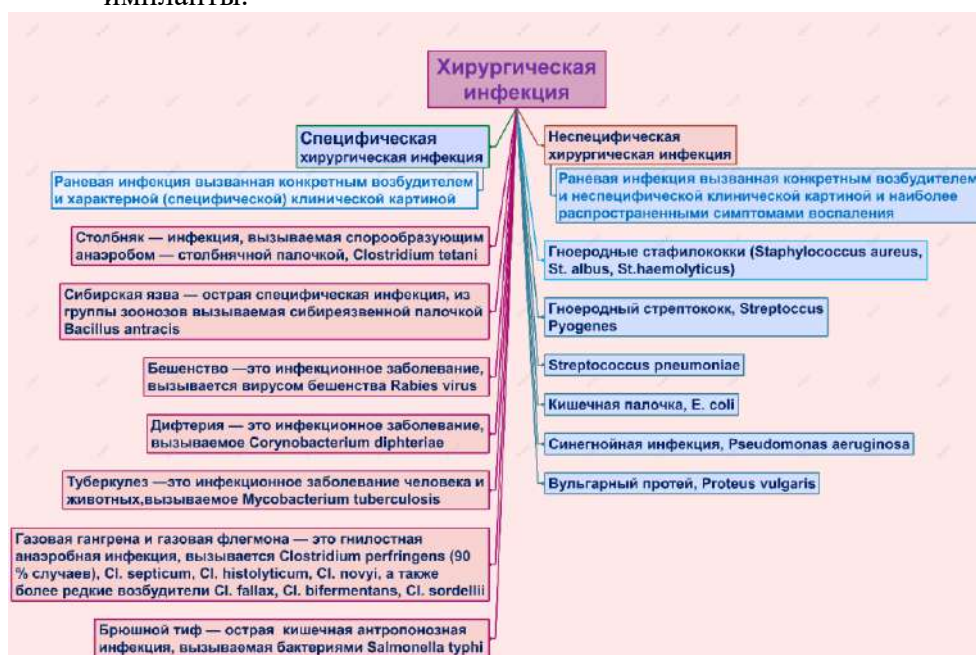 импланты.
Хирургическая
инфекция
Специфическая
хирургическая инфекция
Раневая инфекция вызванная конкретным возбудителем
и характерной (специфической) клинической картиной
Столбняк — инфекция, вызываемая спорообразующим
анаэробом — столбнячной палочкой, Clostridium tetani
Сибирская язва — острая специфическая инфекция, из
группы зоонозов вызываемая сибиреязвенной палочкой
Bacillus antracis
Бешенство —это инфекционное заболевание,
вызывается вирусом бешенства Rabies virus
Дифтерия — это инфекционное заболевание,
вызываемое Corynobacterium diphteriae
Туберкулез —это инфекционное заболевание человека и
животных,вызываемое Mycobacterium tuberculosis
Газовая гангрена и газовая флегмона — это гнилостная
анаэробная инфекция, вызывается Clostridium perfringens (90
% случаев), Cl. septicum, Cl. histolyticum, Cl. novyi, а также
более редкие возбудители Cl. fallax, Cl. bifermentans, Cl. sordellii
Брюшной тиф — острая кишечная антропонозная
инфекция, вызываемая бактериями Salmonella typhi
Неспецифическая
хирургическая инфекция
Раневая инфекция вызванная конкретным возбудителем
и неспецифической клинической картиной и наиболее
распространенными симптомами воспаления
Гноеродные стафилококки (Staphylococcus aureus,
St. albus, St.haemolyticus)
Гноеродный стрептококк, Streptoccus
Pyogenes
Streptococcus pneumoniae
Кишечная палочка, E. coli
Синегнойная инфекция, Pseudomonas aeruginosa
Вульгарный протей, Proteus vulgaris